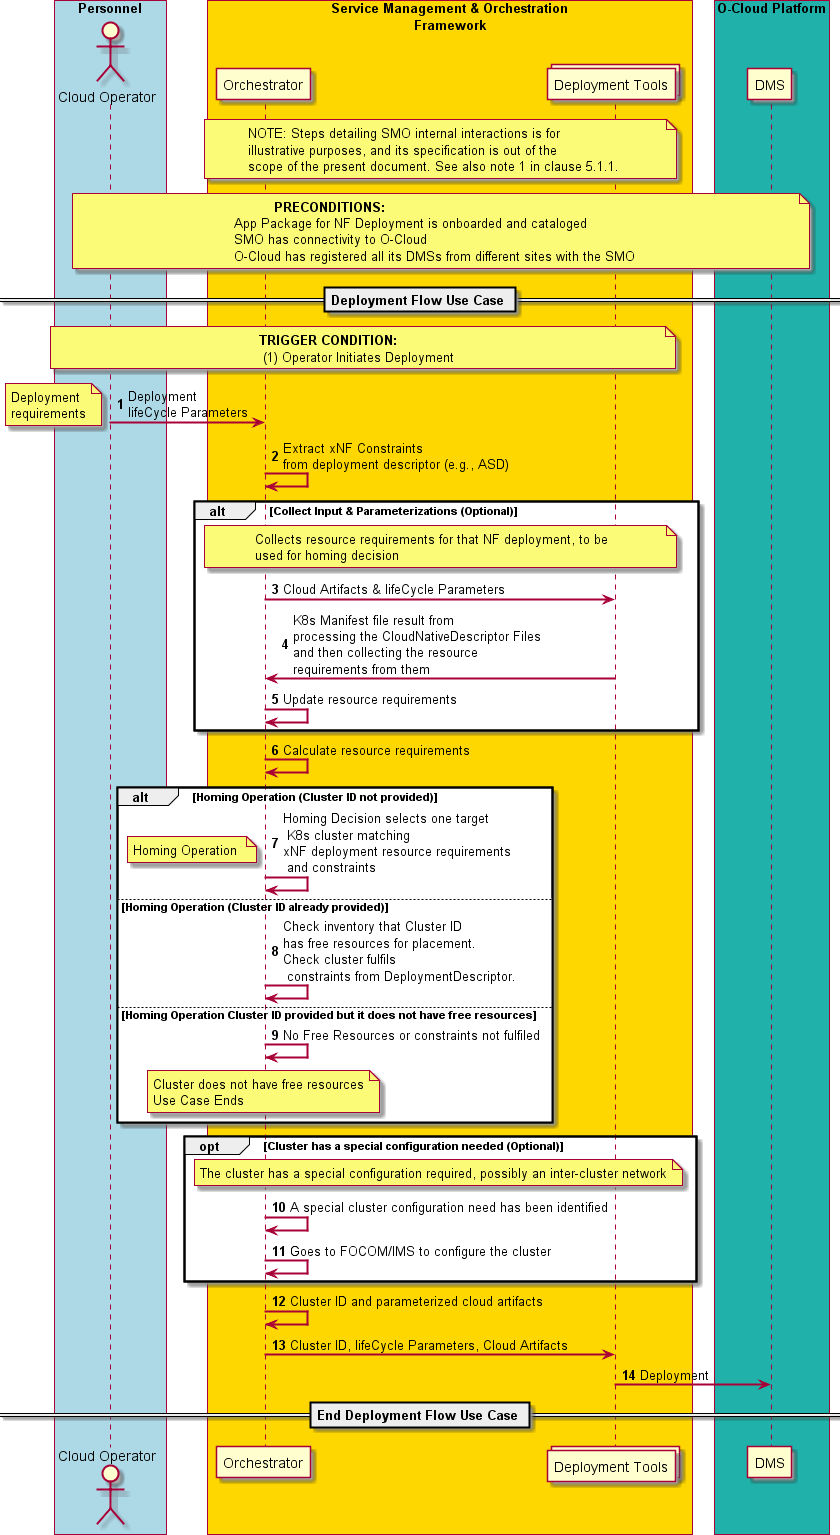 Personnel
Service Management & Orchestration
Framework
O-Cloud Platform
Cloud Operator
Orchestrator
Deployment Tools
DMS
NOTE: Steps detailing SMO internal interactions is for
illustrative purposes, and its specification is out of the
scope of the present document. See also note 1 in clause 5.1.1.
PRECONDITIONS:
App Package for NF Deployment is onboarded and cataloged
SMO has connectivity to O-Cloud
O-Cloud has registered all its DMSs from different sites with the SMO
Deployment Flow Use Case
TRIGGER CONDITION:
(1) Operator Initiates Deployment
Deployment
requirements
1 Deployment
lifeCycle Parameters
2 Extract xNF Constraints
from deployment descriptor (e.g., ASD)
alt [Collect Input & Parameterizations (Optional)]
Collects resource requirements for that NF deployment, to be
used for homing decision
3 Cloud Artifacts & lifeCycle Parameters
4 K8s Manifest file result from
processing the CloudNativeDescriptor Files
and then collecting the resource
requirements from them
5 Update resource requirements
6 Calculate resource requirements
alt [Homing Operation (Cluster ID not provided)]
Homing Operation
7 Homing Decision selects one target
K8s cluster matching
xNF deployment resource requirements
and constraints
[Homing Operation (Cluster ID already provided)]
8 Check inventory that Cluster ID
has free resources for placement.
Check cluster fulfils
constraints from DeploymentDescriptor.
[Homing Operation Cluster ID provided but it does not have free resources]
9 No Free Resources or constraints not fulfiled
Cluster does not have free resources
Use Case Ends
opt [Cluster has a special configuration needed (Optional)]
The cluster has a special configuration required, possibly an inter-cluster network
10 A special cluster configuration need has been identified
11 Goes to FOCOM/IMS to configure the cluster
12 Cluster ID and parameterized cloud artifacts
13 Cluster ID, lifeCycle Parameters, Cloud Artifacts
14 Deployment
End Deployment Flow Use Case
Cloud Operator
Orchestrator
Deployment Tools
DMS